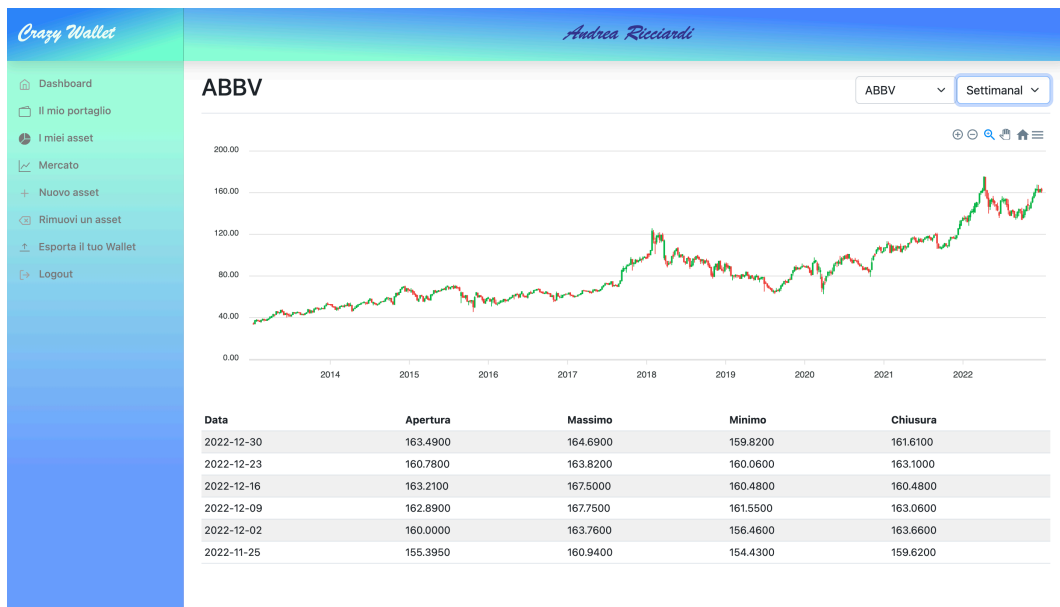 Crazy Wallet
Andrea Ricciardi
Dashboard
Il mio portaglio
I miei asset
Mercato
Nuovo asset
Rimuovi un asset
Esporta il tuo Wallet
Logout
ABBV
ABBV
Settimanal
200.00
160.00
120.00
80.00
40.00
0.00
2014 2015 2016 2017 2018 2019 2020 2021 2022
Data Apertura Massimo Minimo Chiusura
2022-12-30 163.4900 164.6900 159.8200 161.6100
2022-12-23 160.7800 163.8200 160.0600 163.1000
2022-12-16 163.2100 167.5000 160.4800 160.4800
2022-12-09 162.8900 167.7500 161.5500 163.0600
2022-12-02 160.0000 163.7600 156.4600 163.6600
2022-11-25 155.3950 160.9400 154.4300 159.6200